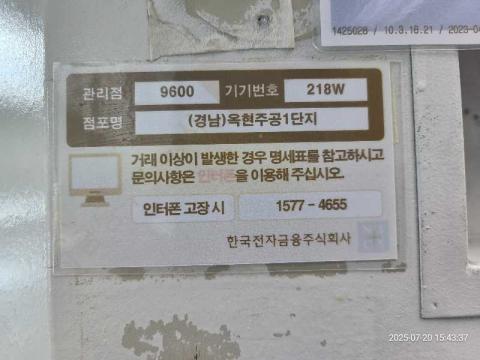 1425028 / 10.3.16.21 / 2023-0
관리점 9600 기기번호 218W
점포명 (경남)옥현주공1단지
거래 이상이 발생한 경우 명세표를 참고하시고
문의사항은 인터폰을 이용해 주십시오.
인터폰 고장 시 1577-4655
한국전자금융주식회사
2025-07-20 15:43:37